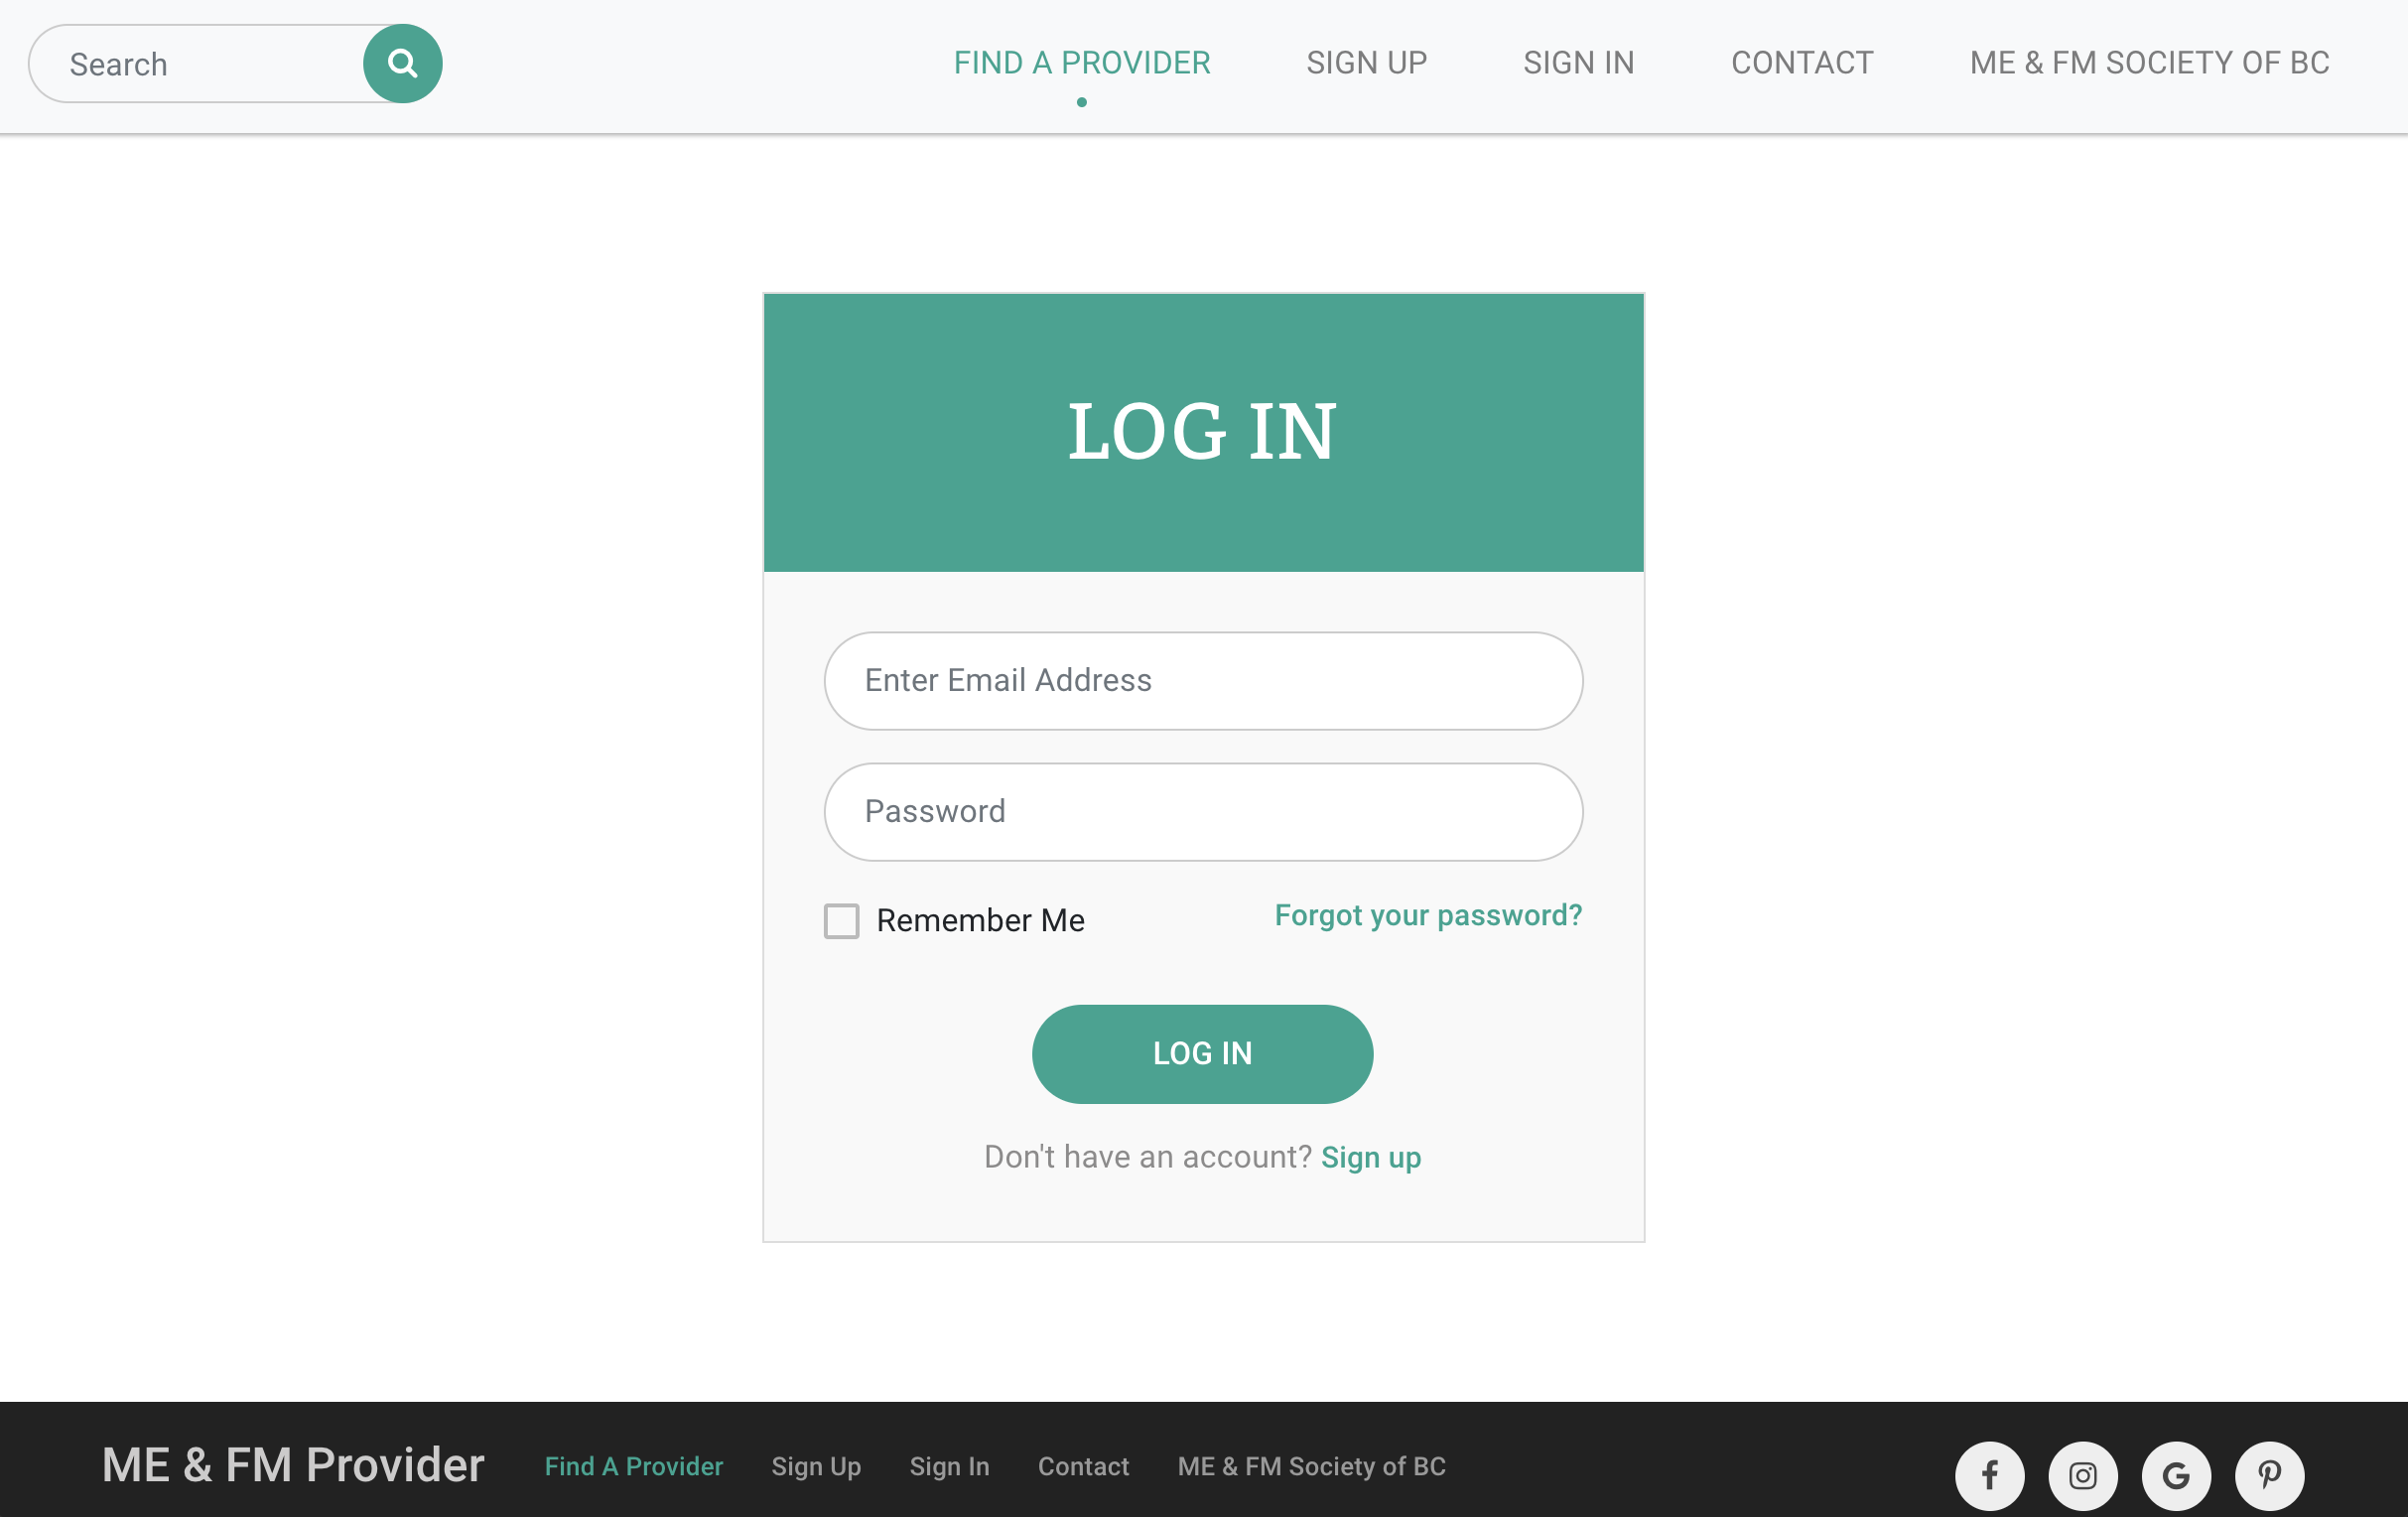 Search
FIND A PROVIDER SIGN UP SIGN IN CONTACT ME & FM SOCIETY OF BC
LOG IN
Enter Email Address
Password
Remember Me Forgot your password?
LOG IN
Don't have an account? Sign up
ME & FM Provider Find A Provider Sign Up Sign In Contact ME & FM Society of BC